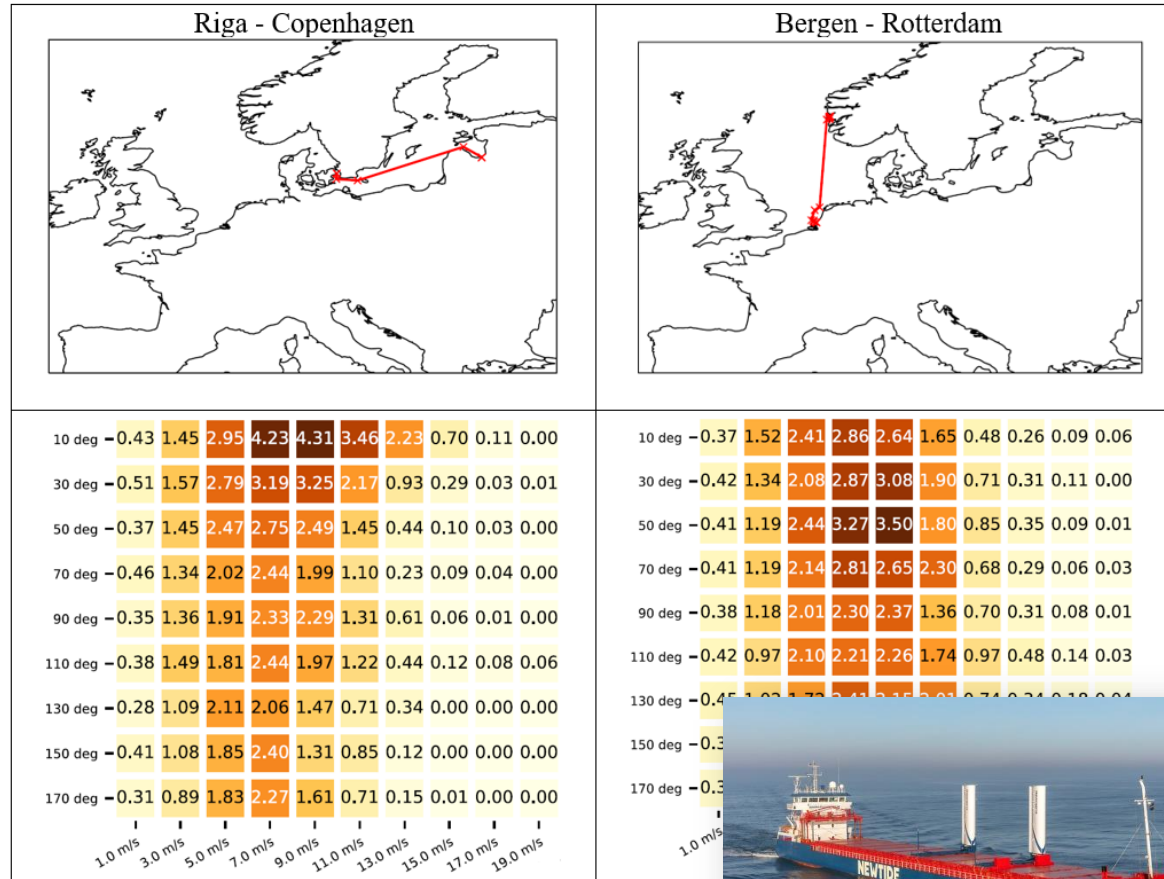 Riga - Copenhagen
Bergen - Rotterdam
10 deg 0.43 1.45 2.95 4.23 4.31 3.46 2.23 0.70 0.11 0.00
30 deg 0.51 1.57 2.79 3.19 3.25 2.17 0.93 0.29 0.03 0.01
50 deg 0.37 1.45 2.47 2.75 2.49 1.45 0.44 0.10 0.03 0.00
70 deg 0.46 1.34 2.02 2.44 1.99 1.10 0.23 0.09 0.04 0.00
90 deg 0.35 1.36 1.91 2.33 2.29 1.31 0.61 0.06 0.01 0.00
110 deg 0.38 1.49 1.81 2.44 1.97 1.22 0.44 0.12 0.08 0.06
130 deg 0.28 1.09 2.11 2.06 1.47 0.71 0.34 0.00 0.00 0.00
150 deg 0.41 1.08 1.85 2.40 1.31 0.85 0.12 0.00 0.00 0.00
170 deg 0.31 0.89 1.83 2.27 1.61 0.71 0.15 0.01 0.00 0.00
1.0 m/s 3.0 m/s 5.0 m/s 7.0 m/s 9.0 m/s 11.0 m/s 13.0 m/s 15.0 m/s 17.0 m/s 19.0 m/s
10 deg 0.37 1.52 2.41 2.86 2.64 1.65 0.48 0.26 0.09 0.06
30 deg 0.42 1.34 2.08 2.87 3.08 1.90 0.71 0.31 0.11 0.00
50 deg 0.41 1.19 2.44 3.27 3.50 1.80 0.85 0.35 0.09 0.01
70 deg 0.41 1.19 2.14 2.81 2.65 2.30 0.68 0.29 0.06 0.03
90 deg 0.38 1.18 2.01 2.30 2.37 1.36 0.70 0.31 0.08 0.01
110 deg 0.42 0.97 2.10 2.21 2.26 1.74 0.97 0.48 0.14 0.03
130 deg
150 deg
170 deg
1.0
NEWTIDE